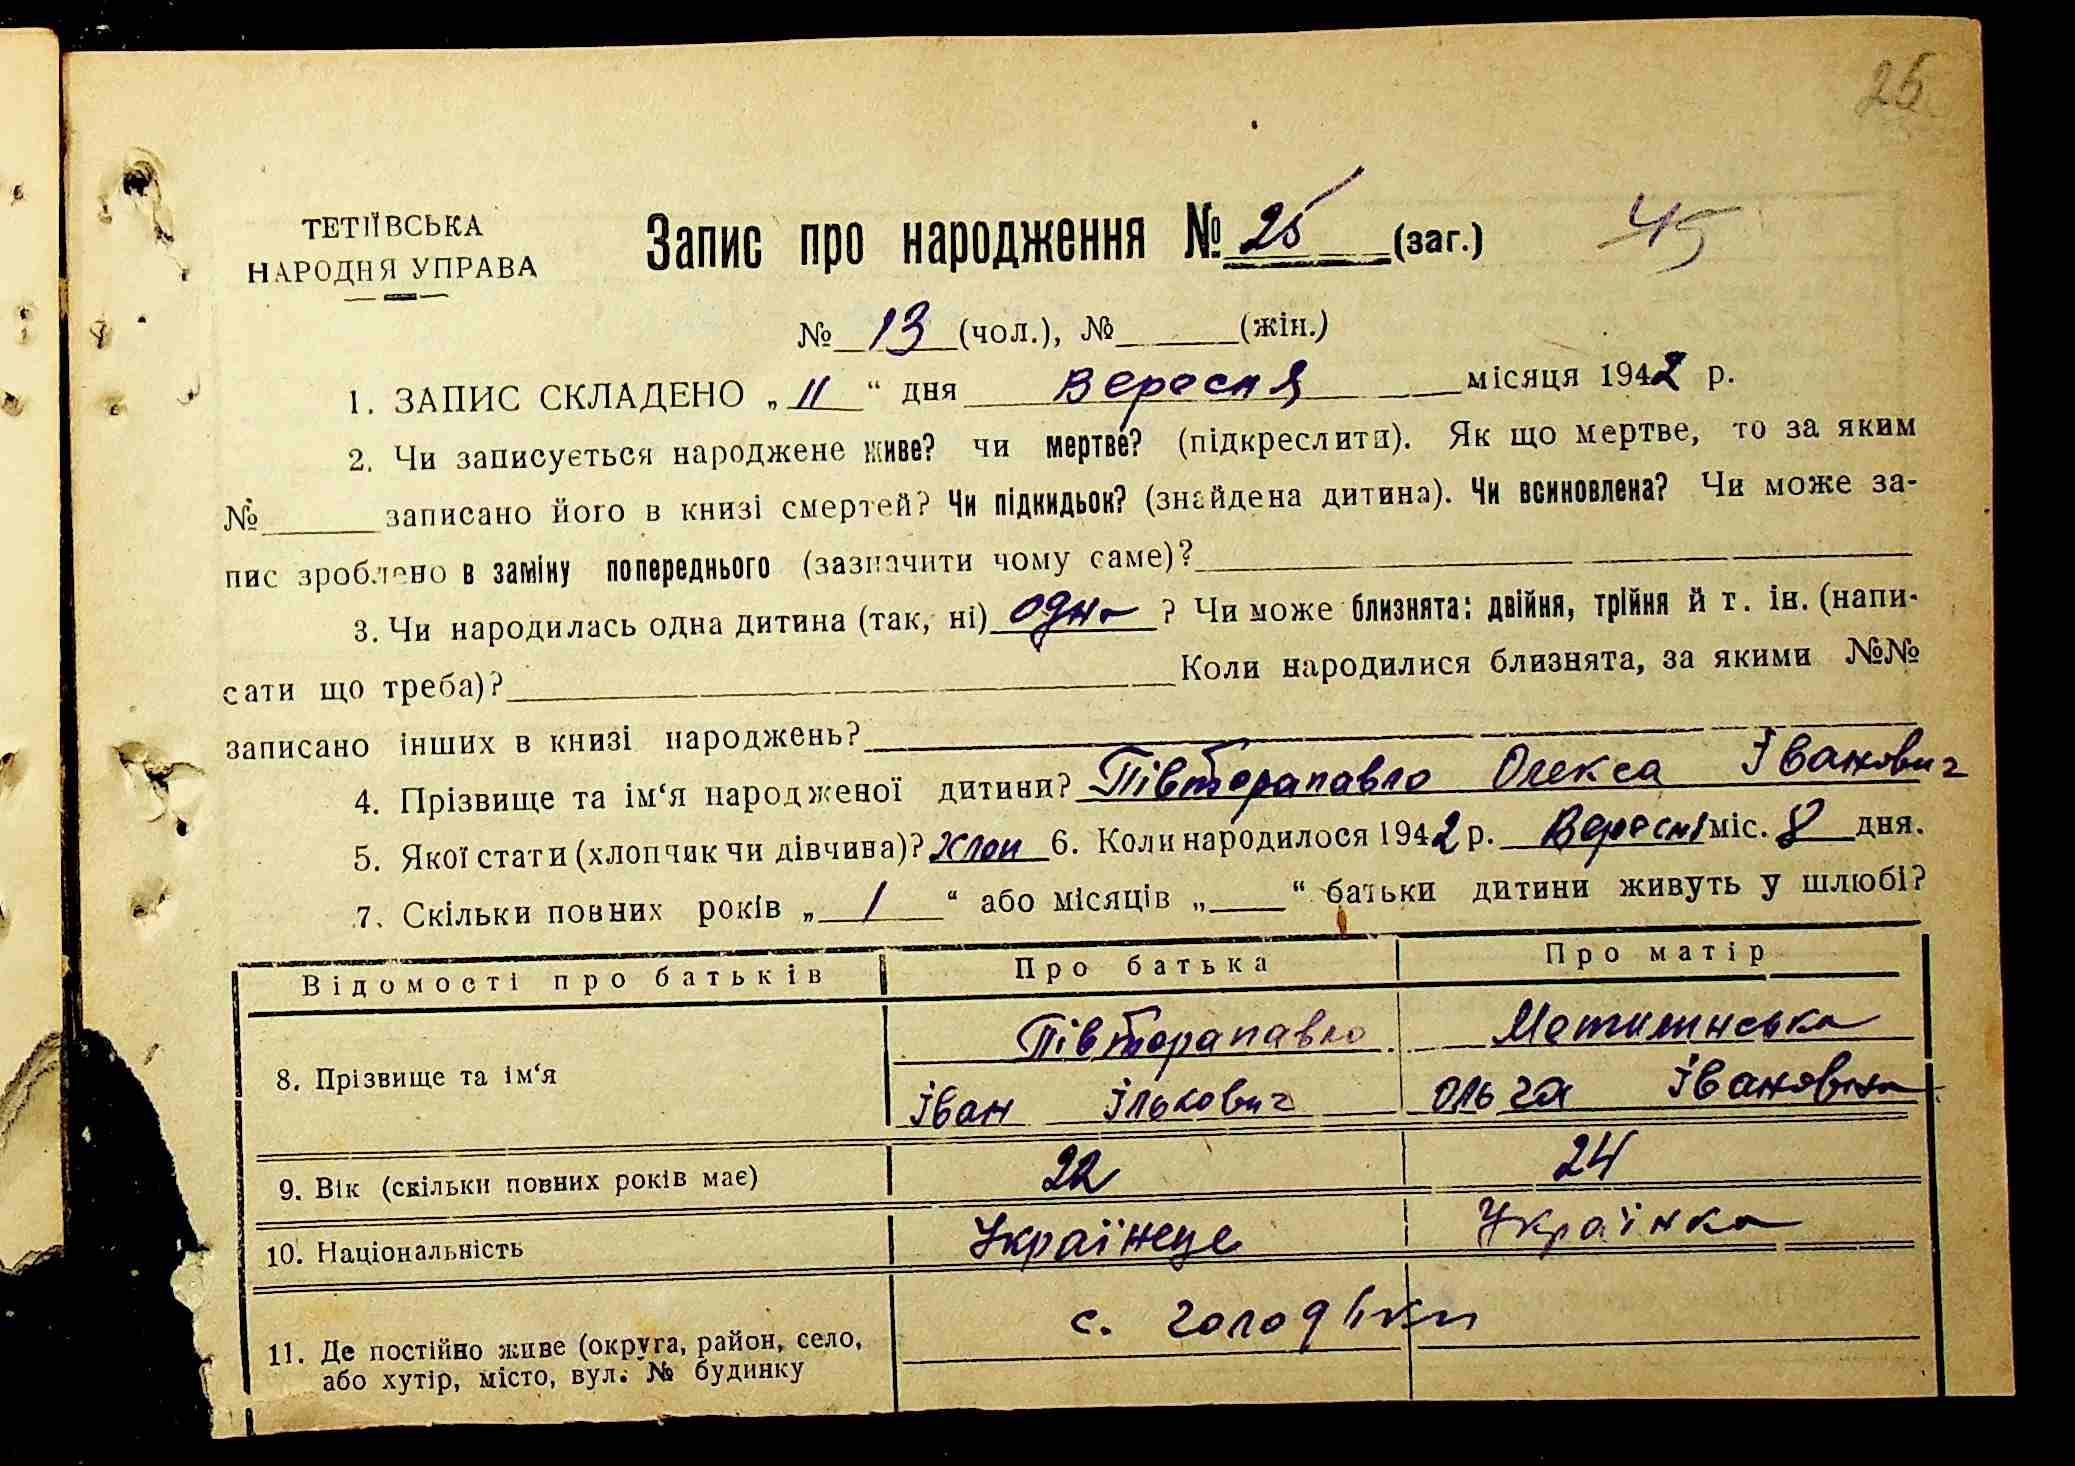 26
ТЕТІЇВСЬКА
НАРОДНЯ УПРАВА
Запис про народження № 25 (заг.)
45
№ 13 (чол.), № (жін.)
1. ЗАПИС СКЛАДЕНО „ 11 “ дня Вересня місяця 1942 р.
2. Чи записується народжене живе? чи мертве? (підкреслити). Як що мертве, то за яким
№ записано його в книзі смертей? Чи підкидьок? (знайдена дитина). Чи всиновлена? Чи може за-
пис зроблено в заміну попереднього (зазначити чому саме)?
3. Чи народилась одна дитина (так, ні) одна ? Чи може близнята: двійня, трійня й т. ін. (напи-
сати що треба)? Коли народилися близнята, за якими №№
записано інших в книзі народжень?
4. Прізвище та ім‘я народженої дитини? Півторапавло Олекса Іванович
5. Якої стати (хлопчик чи дівчина)? хлоп 6. Коли народилося 1942 р. Вересні міс. 8 дня.
7. Скільки повних років „ 1 “ або місяців „ “ батьки дитини живуть у шлюбі?
Відомості про батьків Про батька Про матір
Півторапавло Мотилинська
8. Прізвище та ім‘я
Іван Ількович Ольга Івановна
9. Вік (скільки повних років має) 22 24
10. Національність Українець Українка
с. Голодьки
11. Де постійно живе (округа, район, село,
або хутір, місто, вул. № будинку